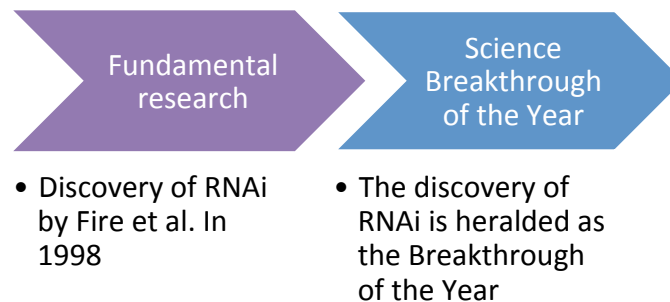 Fundamental
research
Science
Breakthrough
of the Year
• Discovery of RNAi
by Fire et al. In
1998
• The discovery of
RNAi is heralded as
the Breakthrough
of the Year